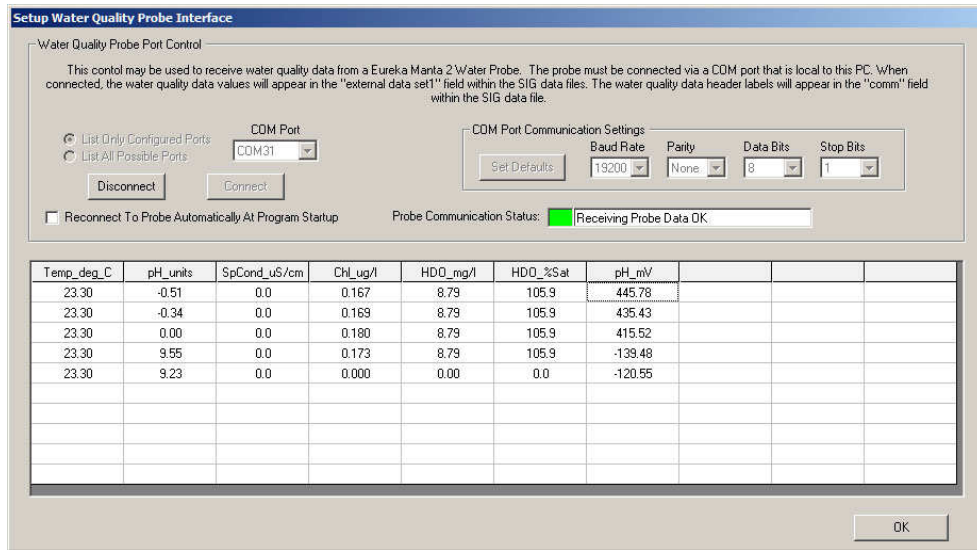 Setup Water Quality Probe Interface
Water Quality Probe Port Control
This contol may be used to receive water quality data from a Eureka Manta 2 Water Probe. The probe must be connected via a COM port that is local to this PC. When
connected, the water quality data values will appear in the "external data set1" field within the SIG data files. The water quality data header labels will appear in the "comm" field
within the SIG data file.
List Only Configured Ports
List All Possible Ports
COM Port
COM31
Disconnect
Connect
COM Port Communication Settings
Set Defaults
Baud Rate Parity Data Bits Stop Bits
19200 None 8 1
Reconnect To Probe Automatically At Program Startup
Probe Communication Status: Receiving Probe Data OK
Temp_deg_C pH_units SpCond_uS/cm Chl_ug/l HDO_mg/l HDO_%Sat pH_mV
23.30 -0.51 0.0 0.167 8.79 105.9 445.78
23.30 -0.34 0.0 0.169 8.79 105.9 435.43
23.30 0.00 0.0 0.180 8.79 105.9 415.52
23.30 9.55 0.0 0.173 8.79 105.9 -139.48
23.30 9.23 0.0 0.000 0.00 0.0 -120.55
OK